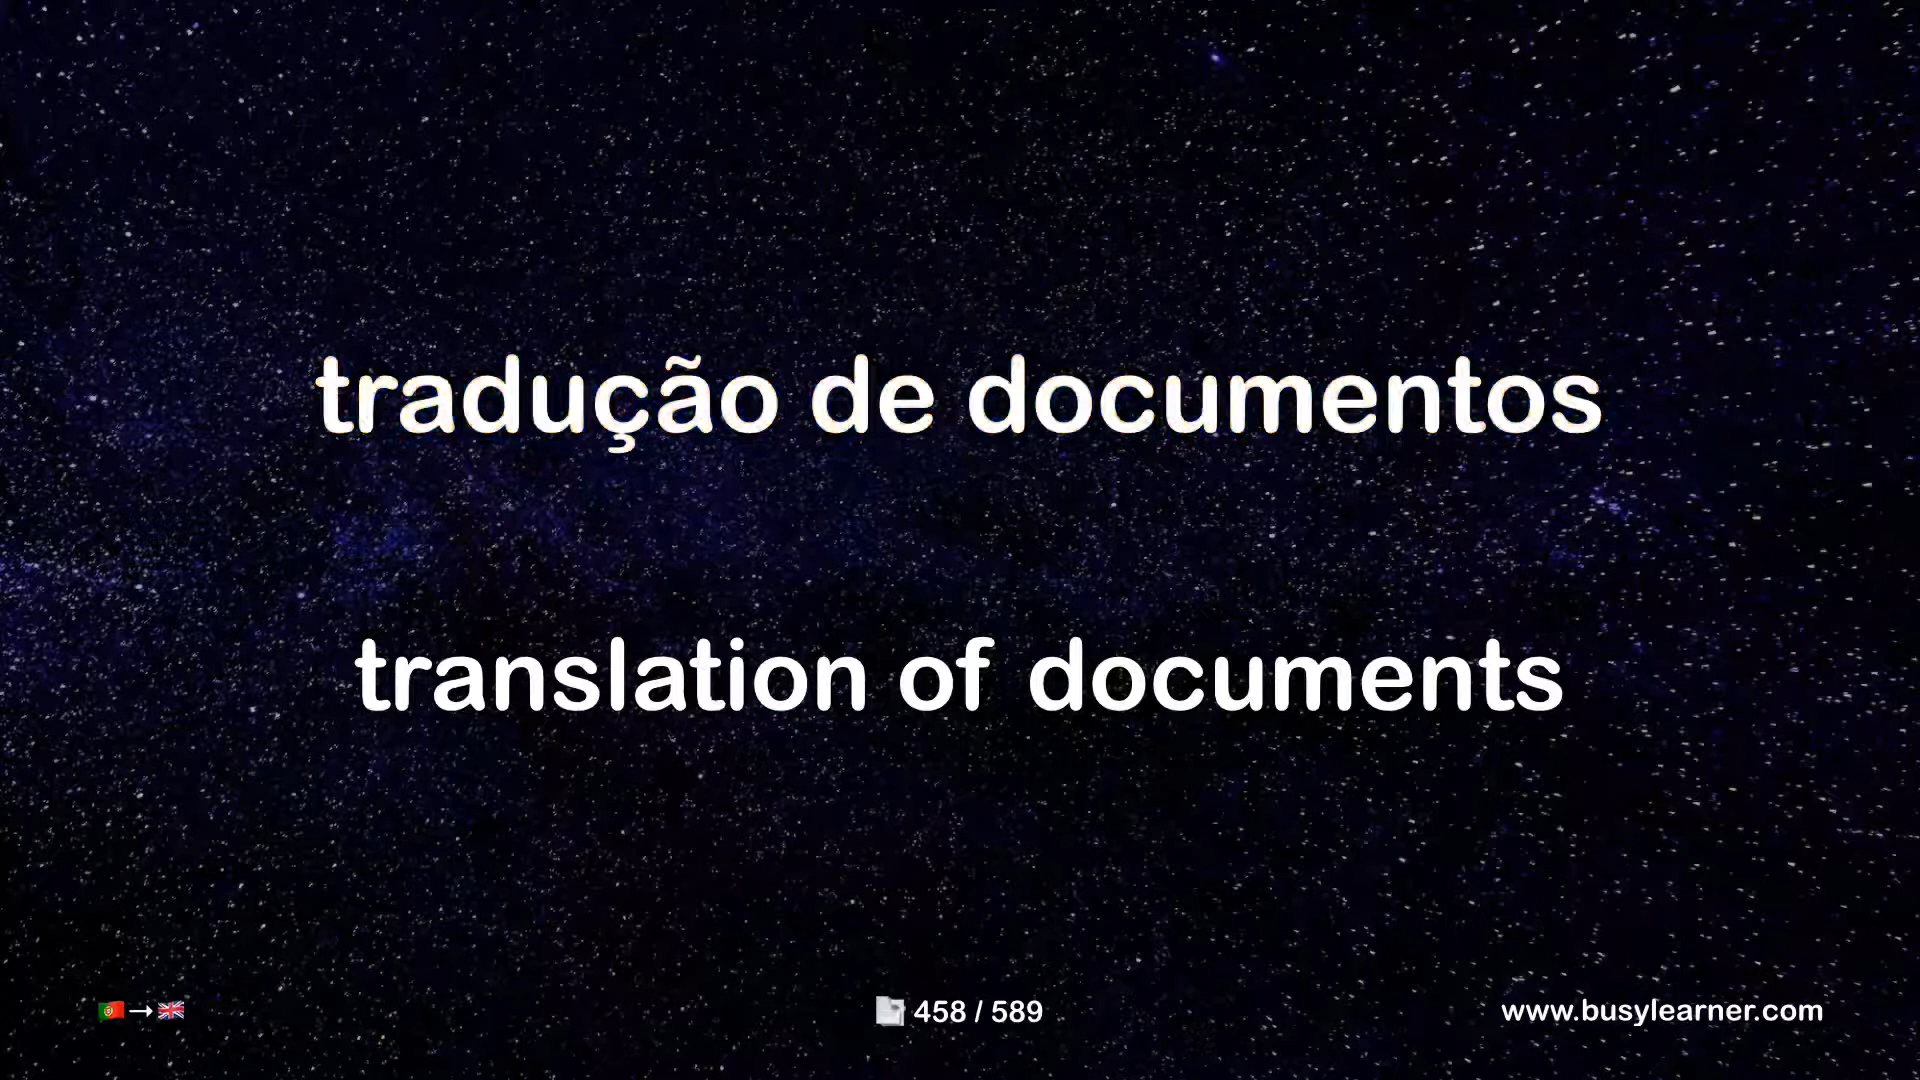 tradução de documentos
translation of documents
→
458 / 589
www.busylearner.com